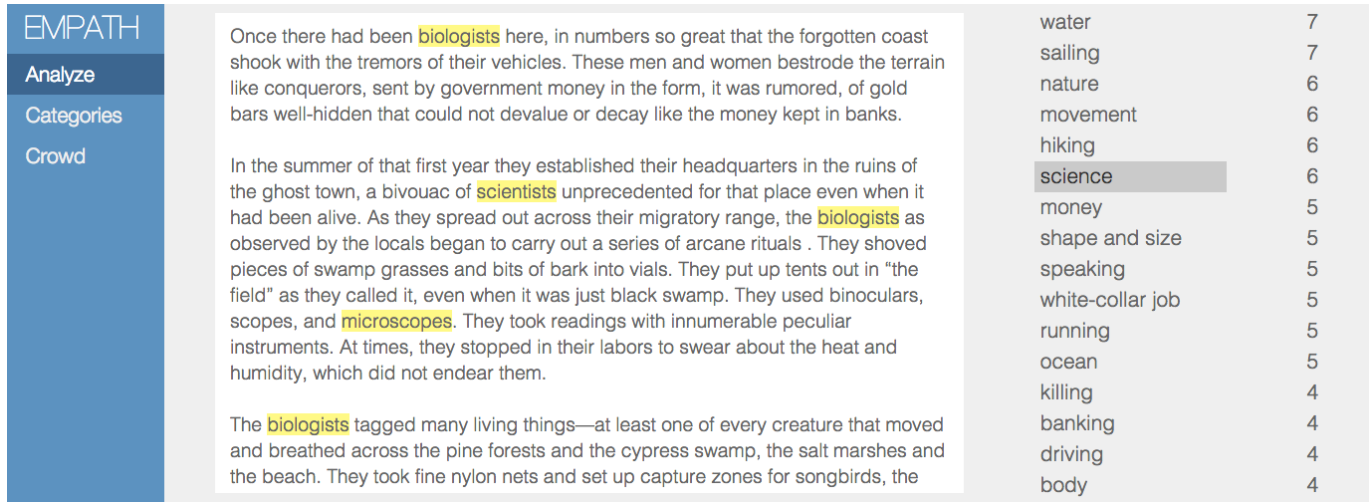 EMPATH
Analyze
Categories
Crowd
Once there had been biologists here, in numbers so great that the forgotten coast
shook with the tremors of their vehicles. These men and women bestrode the terrain
like conquerors, sent by government money in the form, it was rumored, of gold
bars well-hidden that could not devalue or decay like the money kept in banks.
In the summer of that first year they established their headquarters in the ruins of
the ghost town, a bivouac of scientists unprecedented for that place even when it
had been alive. As they spread out across their migratory range, the biologists as
observed by the locals began to carry out a series of arcane rituals . They shoved
pieces of swamp grasses and bits of bark into vials. They put up tents out in “the
field” as they called it, even when it was just black swamp. They used binoculars,
scopes, and microscopes. They took readings with innumerable peculiar
instruments. At times, they stopped in their labors to swear about the heat and
humidity, which did not endear them.
The biologists tagged many living things—at least one of every creature that moved
and breathed across the pine forests and the cypress swamp, the salt marshes and
the beach. They took fine nylon nets and set up capture zones for songbirds, the
water 7
sailing 7
nature 6
movement 6
hiking 6
science 6
money 5
shape and size 5
speaking 5
white-collar job 5
running 5
ocean 5
killing 4
banking 4
driving 4
body 4